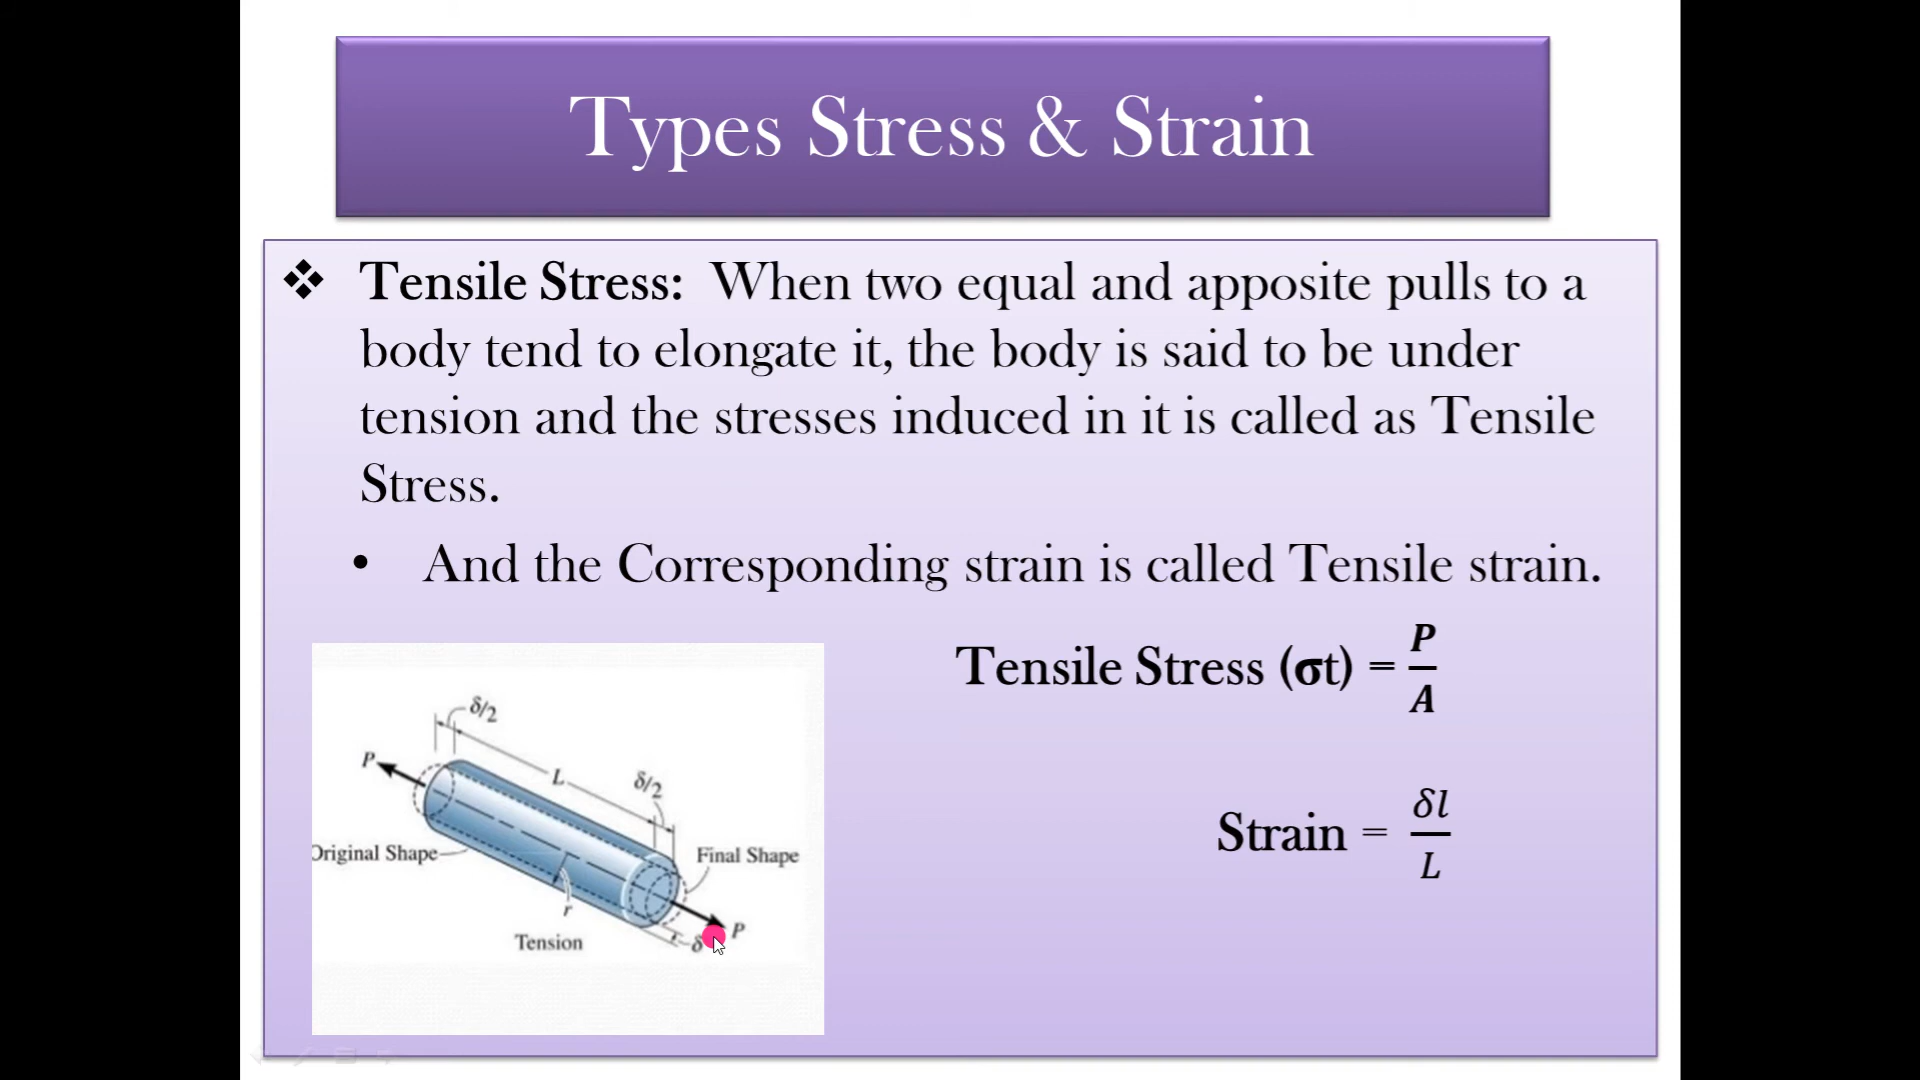 Types Stress & Strain
❖ Tensile Stress: When two equal and apposite pulls to a
body tend to elongate it, the body is said to be under
tension and the stresses induced in it is called as Tensile
Stress.
• And the Corresponding strain is called Tensile strain.
Tensile Stress (σt) = P/A
Strain = δl/L
δ/2
P
L
δ/2
Original Shape
Final Shape
r
P
Tension
δ